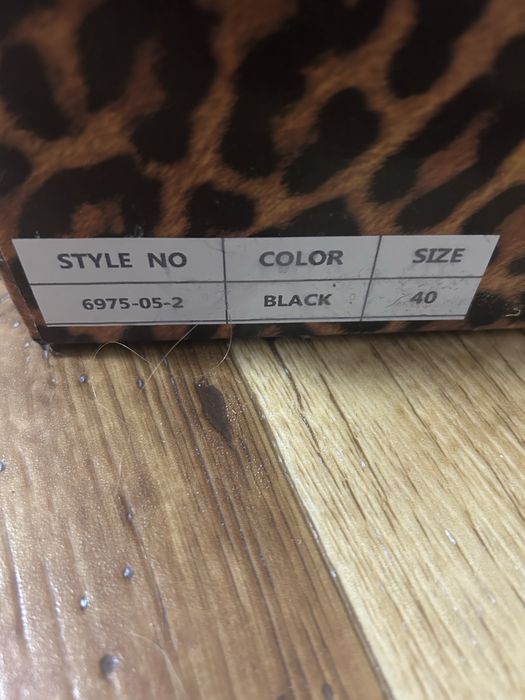 STYLE NO COLOR SIZE
6975-05-2 BLACK 40